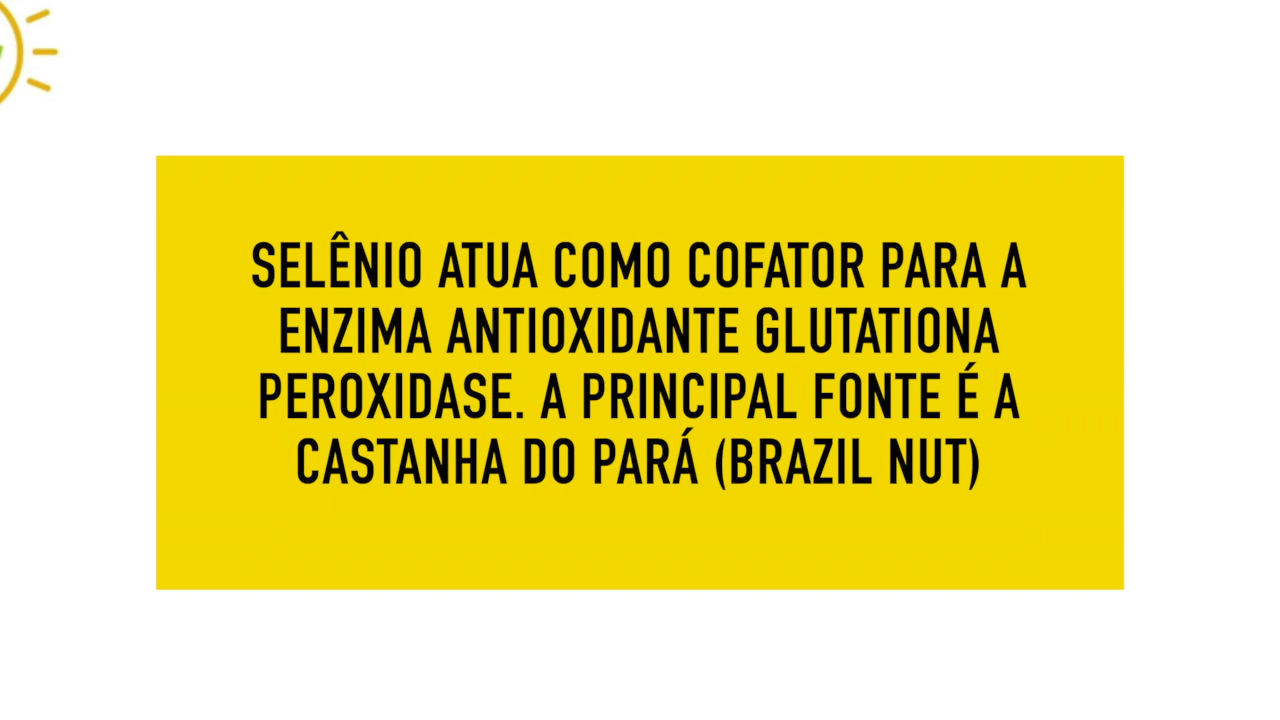 SELÊNIO ATUA COMO COFATOR PARA A
ENZIMA ANTIOXIDANTE GLUTATIONA
PEROXIDASE. A PRINCIPAL FONTE É A
CASTANHA DO PARÁ (BRAZIL NUT)